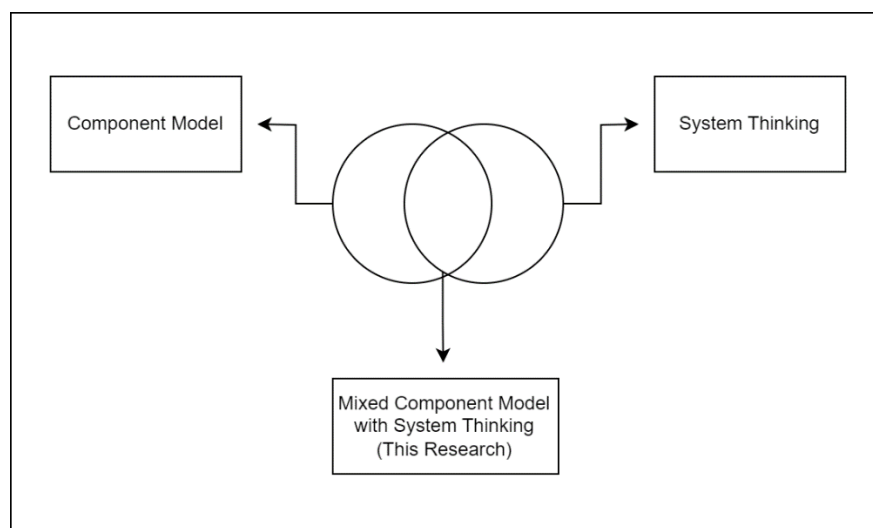 Component Model
System Thinking
Mixed Component Model
with System Thinking
(This Research)